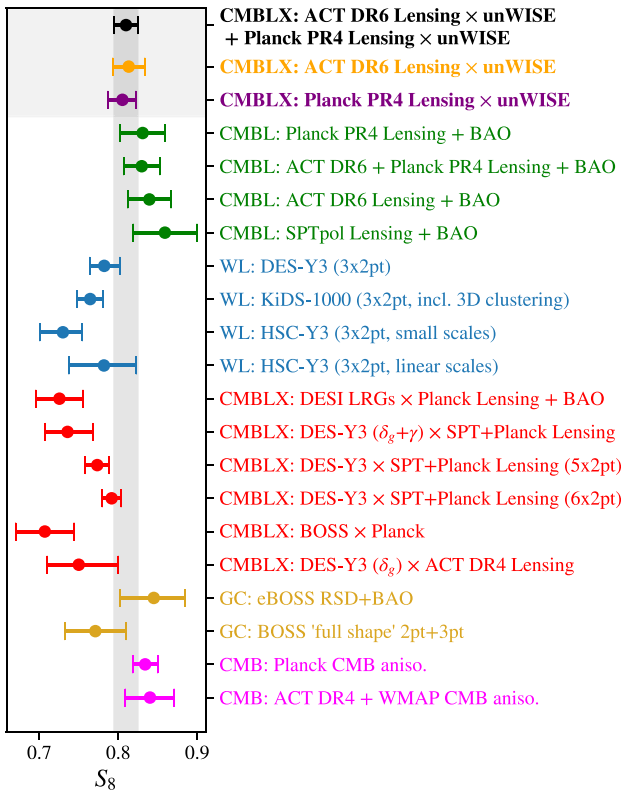 CMBLX: ACT DR6 Lensing × unWISE
+ Planck PR4 Lensing × unWISE
CMBLX: ACT DR6 Lensing × unWISE
CMBLX: Planck PR4 Lensing × unWISE
CMBL: Planck PR4 Lensing + BAO
CMBL: ACT DR6 + Planck PR4 Lensing + BAO
CMBL: ACT DR6 Lensing + BAO
CMBL: SPTpol Lensing + BAO
WL: DES-Y3 (3x2pt)
WL: KiDS-1000 (3x2pt, incl. 3D clustering)
WL: HSC-Y3 (3x2pt, small scales)
WL: HSC-Y3 (3x2pt, linear scales)
CMBLX: DESI LRGs × Planck Lensing + BAO
CMBLX: DES-Y3 (δg+γ) × SPT+Planck Lensing
CMBLX: DES-Y3 × SPT+Planck Lensing (5x2pt)
CMBLX: DES-Y3 × SPT+Planck Lensing (6x2pt)
CMBLX: BOSS × Planck
CMBLX: DES-Y3 (δg) × ACT DR4 Lensing
GC: eBOSS RSD+BAO
GC: BOSS 'full shape' 2pt+3pt
CMB: Planck CMB aniso.
CMB: ACT DR4 + WMAP CMB aniso.
0.7 0.8 0.9
S8